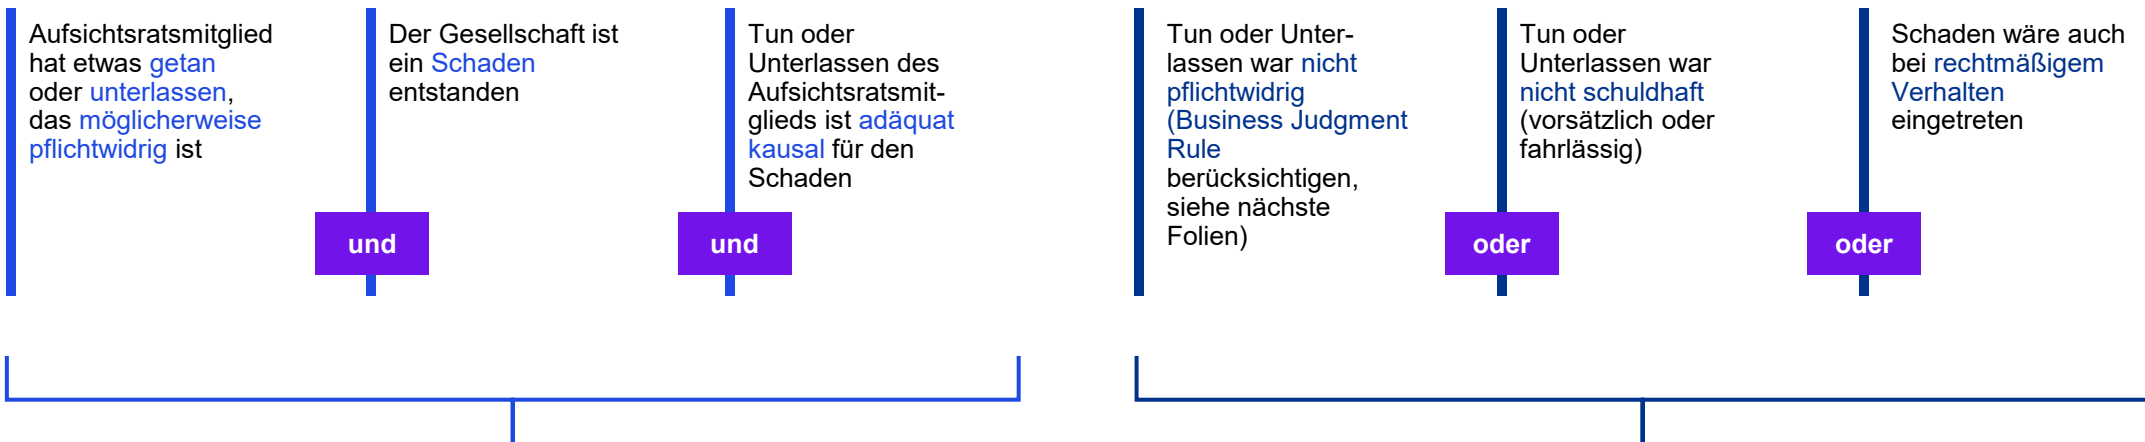 Aufsichtsratsmitglied
hat etwas getan
oder unterlassen,
das möglicherweise
pflichtwidrig ist
und
Der Gesellschaft ist
ein Schaden
entstanden
und
Tun oder
Unterlassen des
Aufsichtsratsmit-
glieds ist adäquat
kausal für den
Schaden
Tun oder Unter-
lassen war nicht
pflichtwidrig
(Business Judgment
Rule
berücksichtigen,
siehe nächste
Folien)
oder
Tun oder
Unterlassen war
nicht schuldhaft
(vorsätzlich oder
fahrlässig)
oder
Schaden wäre auch
bei rechtmäßigem
Verhalten
eingetreten